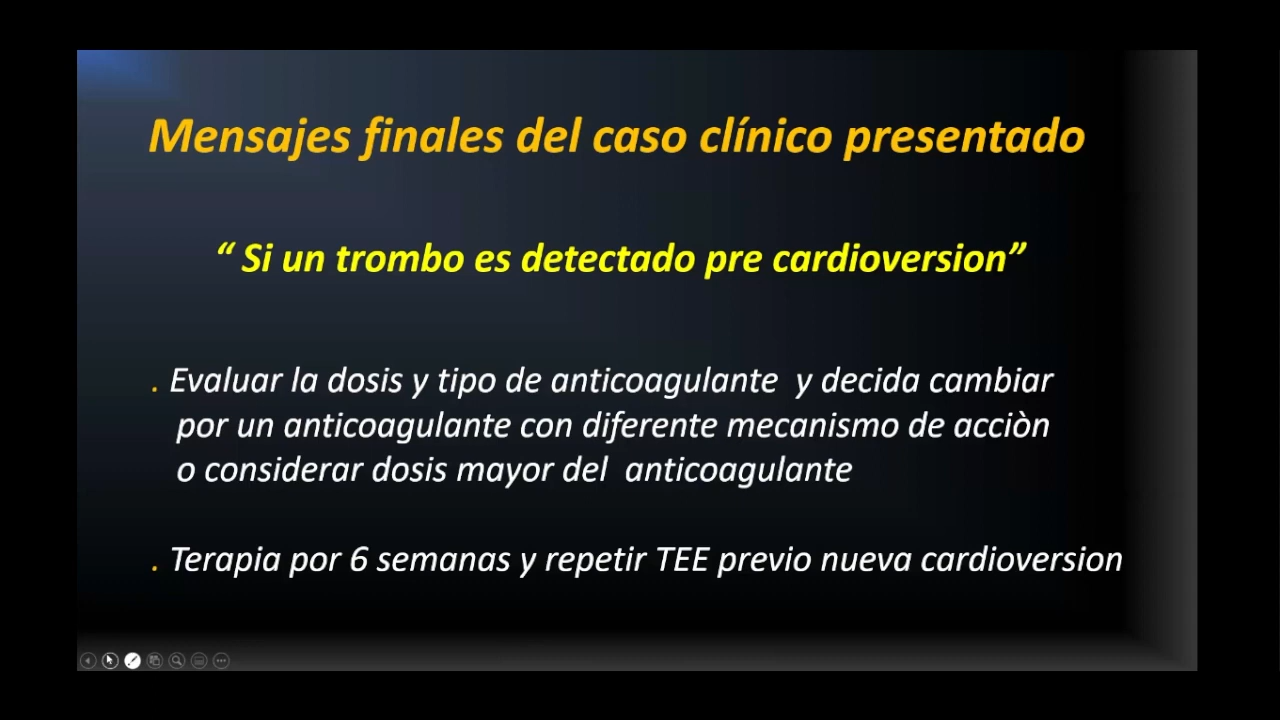 Mensajes finales del caso clínico presentado
“ Si un trombo es detectado pre cardioversion”
. Evaluar la dosis y tipo de anticoagulante y decida cambiar
por un anticoagulante con diferente mecanismo de acciòn
o considerar dosis mayor del anticoagulante
. Terapia por 6 semanas y repetir TEE previo nueva cardioversion